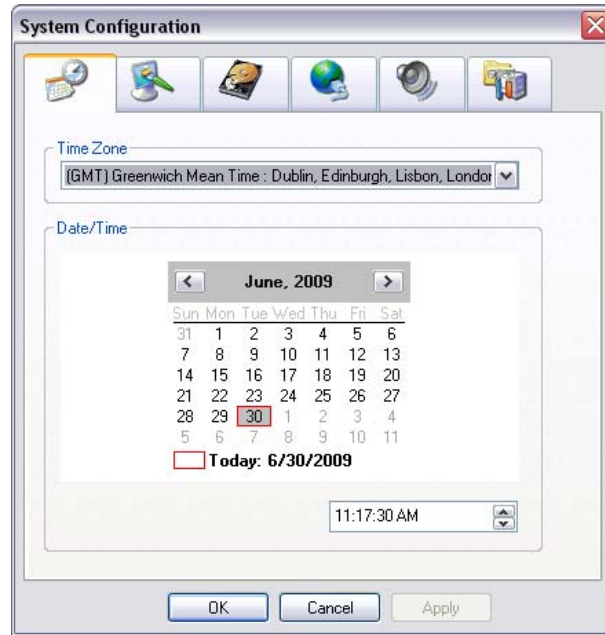 System Configuration
Time Zone
(GMT) Greenwich Mean Time : Dublin, Edinburgh, Lisbon, London
Date/Time
June, 2009
Sun Mon Tue Wed Thu Fri Sat
31 1 2 3 4 5 6
7 8 9 10 11 12 13
14 15 16 17 18 19 20
21 22 23 24 25 26 27
28 29 30 1 2 3 4
5 6 7 8 9 10 11
Today: 6/30/2009
11:17:30 AM
OK Cancel Apply